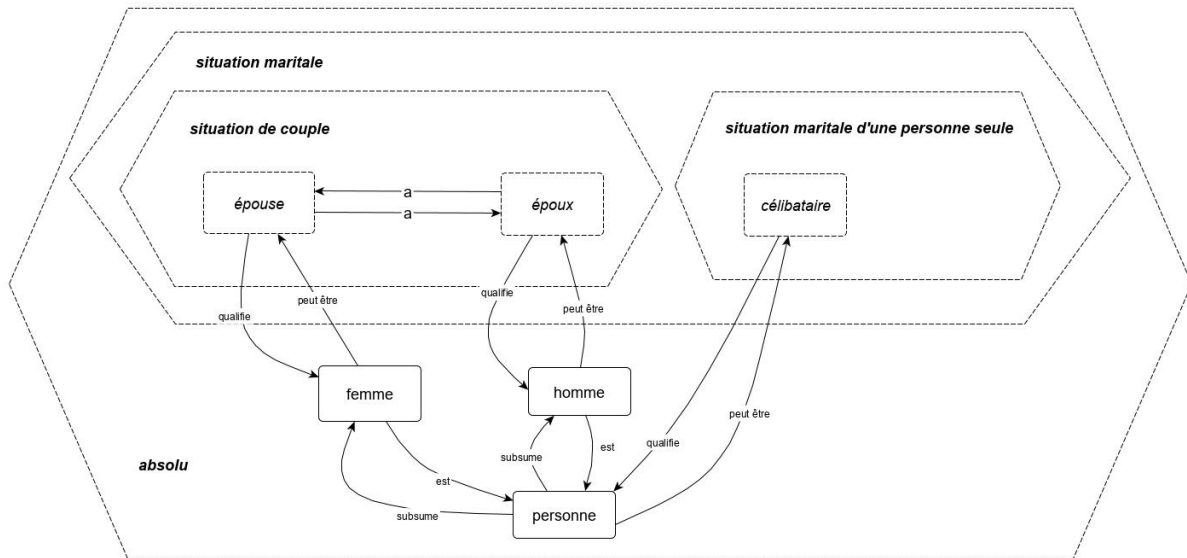 situation maritale
situation de couple
situation maritale d'une personne seule
épouse
a
a
époux
célibataire
qualifie
peut être
qualifie
peut être
femme
homme
qualifie
peut être
absolu
est
subsume
est
subsume
personne